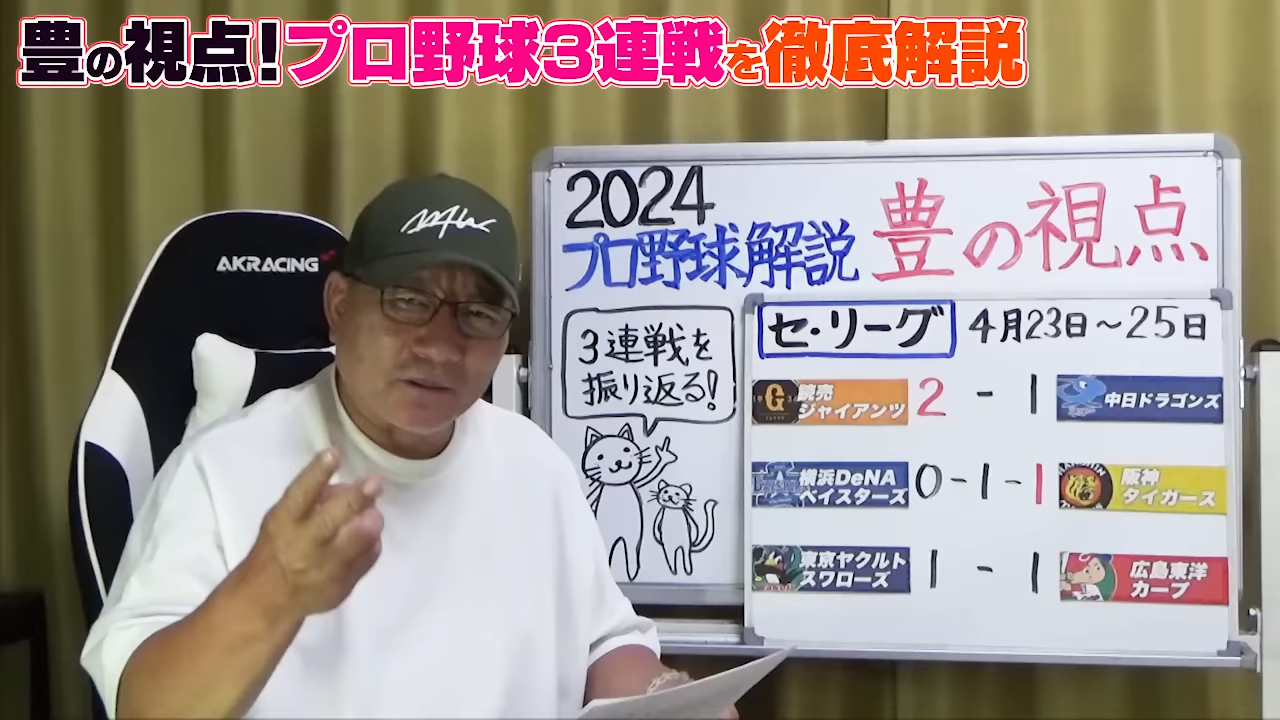 豊の視点!プロ野球3連戦を徹底解説
AKRACING
2024
プロ野球解説
豊の視点
3連戦を
振り返る!
セ・リーグ 4月23日～25日
読売
ジャイアンツ
2 - 1
中日ドラゴンズ
横浜DeNA
ベイスターズ
0 - 1 - 1
阪神
タイガース
東京ヤクルト
スワローズ
1 - 1
広島東洋
カープ